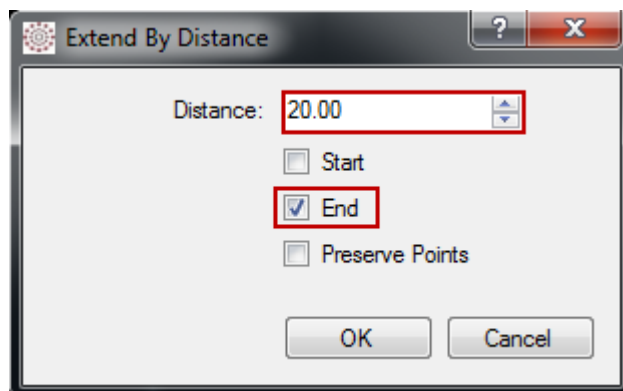 Extend By Distance
?
X
Distance: 20.00
Start
End
Preserve Points
OK
Cancel